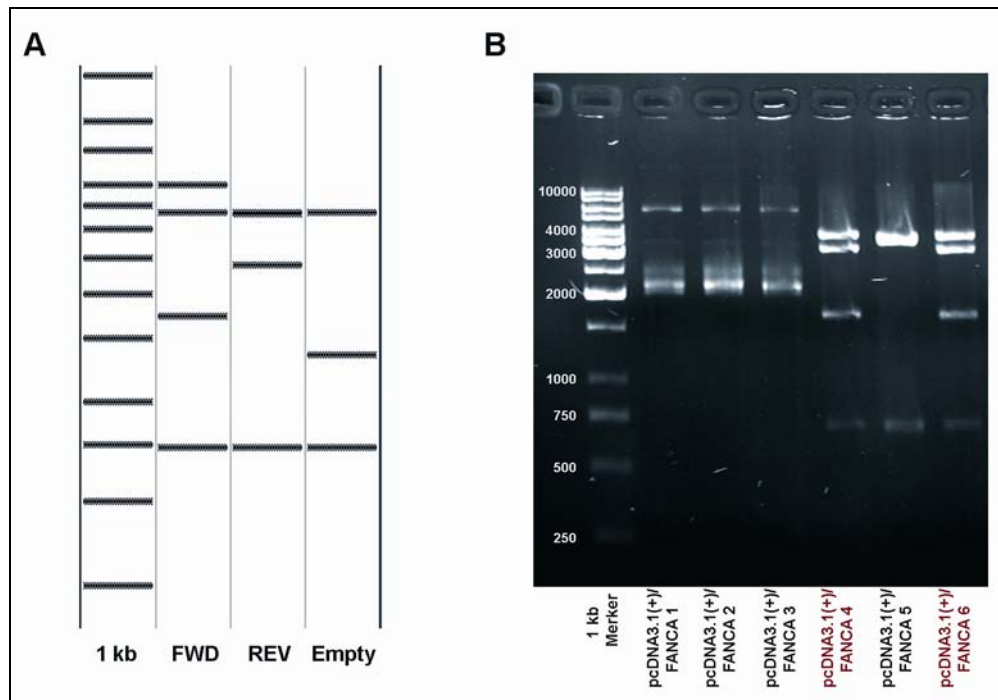 A
1 kb
FWD
REV
Empty
B
10000
4000
3000
2000
1000
750
500
250
1 kb
Merker
pcDNA3.1(+)/
FANCA 1
pcDNA3.1(+)/
FANCA 2
pcDNA3.1(+)/
FANCA 3
pcDNA3.1(+)/
FANCA 4
pcDNA3.1(+)/
FANCA 5
pcDNA3.1(+)/
FANCA 6